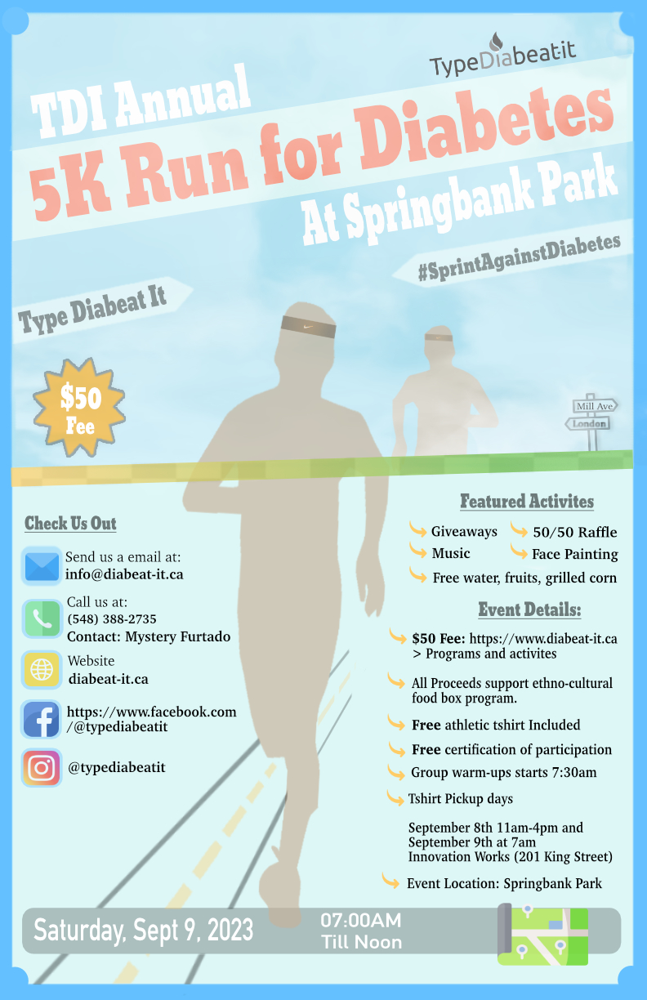 TypeDiabeat·it
TDI Annual
5K Run for Diabetes
At Springbank Park
#SprintAgainstDiabetes
Type Diabeat It
$50
Fee
Mill Ave
London
Check Us Out
Send us a email at:
info@diabeat-it.ca
Call us at:
(548) 388-2735
Contact: Mystery Furtado
Website
diabeat-it.ca
https://www.facebook.com
/@typediabeatit
@typediabeatit
Featured Activites
Giveaways
50/50 Raffle
Music
Face Painting
Free water, fruits, grilled corn
Event Details:
$50 Fee: https://www.diabeat-it.ca
> Programs and activites
All Proceeds support ethno-cultural
food box program.
Free athletic tshirt Included
Free certification of participation
Group warm-ups starts 7:30am
Tshirt Pickup days
September 8th 11am-4pm and
September 9th at 7am
Innovation Works (201 King Street)
Event Location: Springbank Park
Saturday, Sept 9, 2023
07:00AM
Till Noon